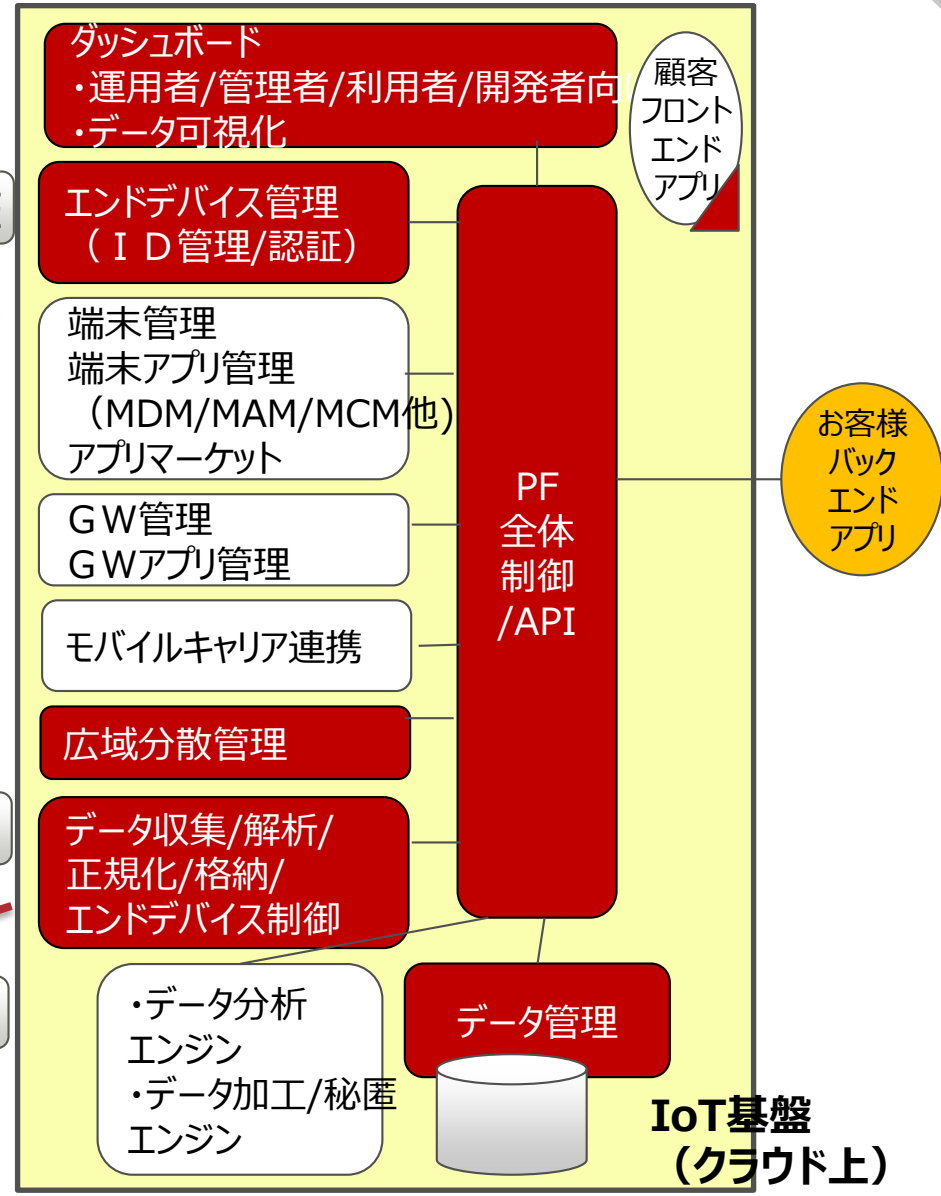 ダッシュボード
・運用者/管理者/利用者/開発者向
・データ可視化
顧客
フロント
エンド
アプリ
エンドデバイス管理
（ＩＤ管理/認証）
端末管理
端末アプリ管理
（MDM/MAM/MCM他)
アプリマーケット
ＧＷ管理
ＧＷアプリ管理
モバイルキャリア連携
広域分散管理
データ収集/解析/
正規化/格納/
エンドデバイス制御
PF
全体
制御
/API
お客様
バック
エンド
アプリ
・データ分析
エンジン
・データ加工/秘匿
エンジン
データ管理
IoT基盤
（クラウド上）